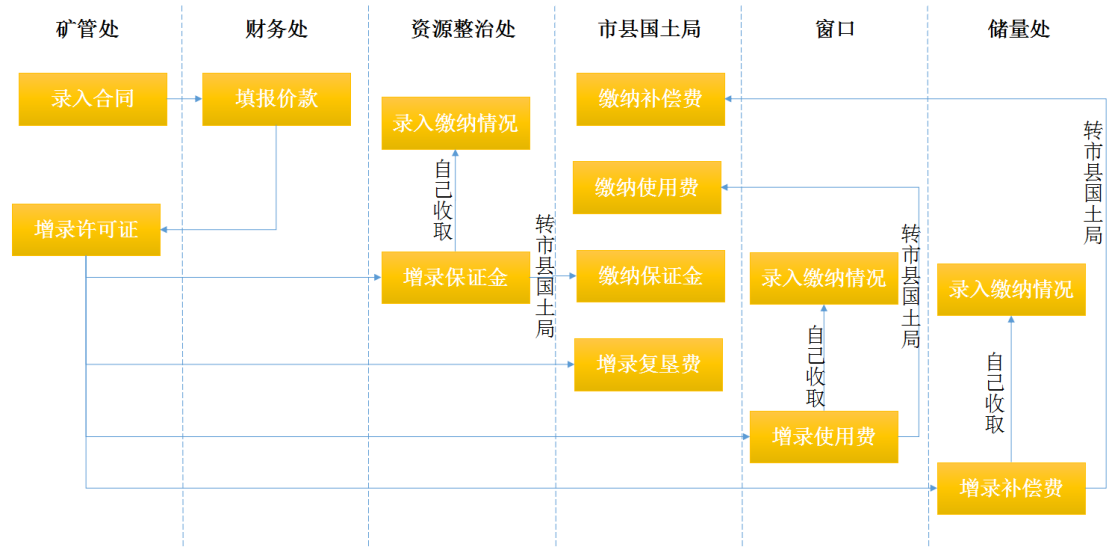 矿管处
财务处
资源整治处
市县国土局
窗口
储量处
录入合同
填报价款
缴纳补偿费
录入缴纳情况
转市县国土局
自己收取
缴纳使用费
增录许可证
转市县国土局
转市县国土局
增录保证金
缴纳保证金
录入缴纳情况
录入缴纳情况
自己收取
自己收取
增录复垦费
增录使用费
增录补偿费